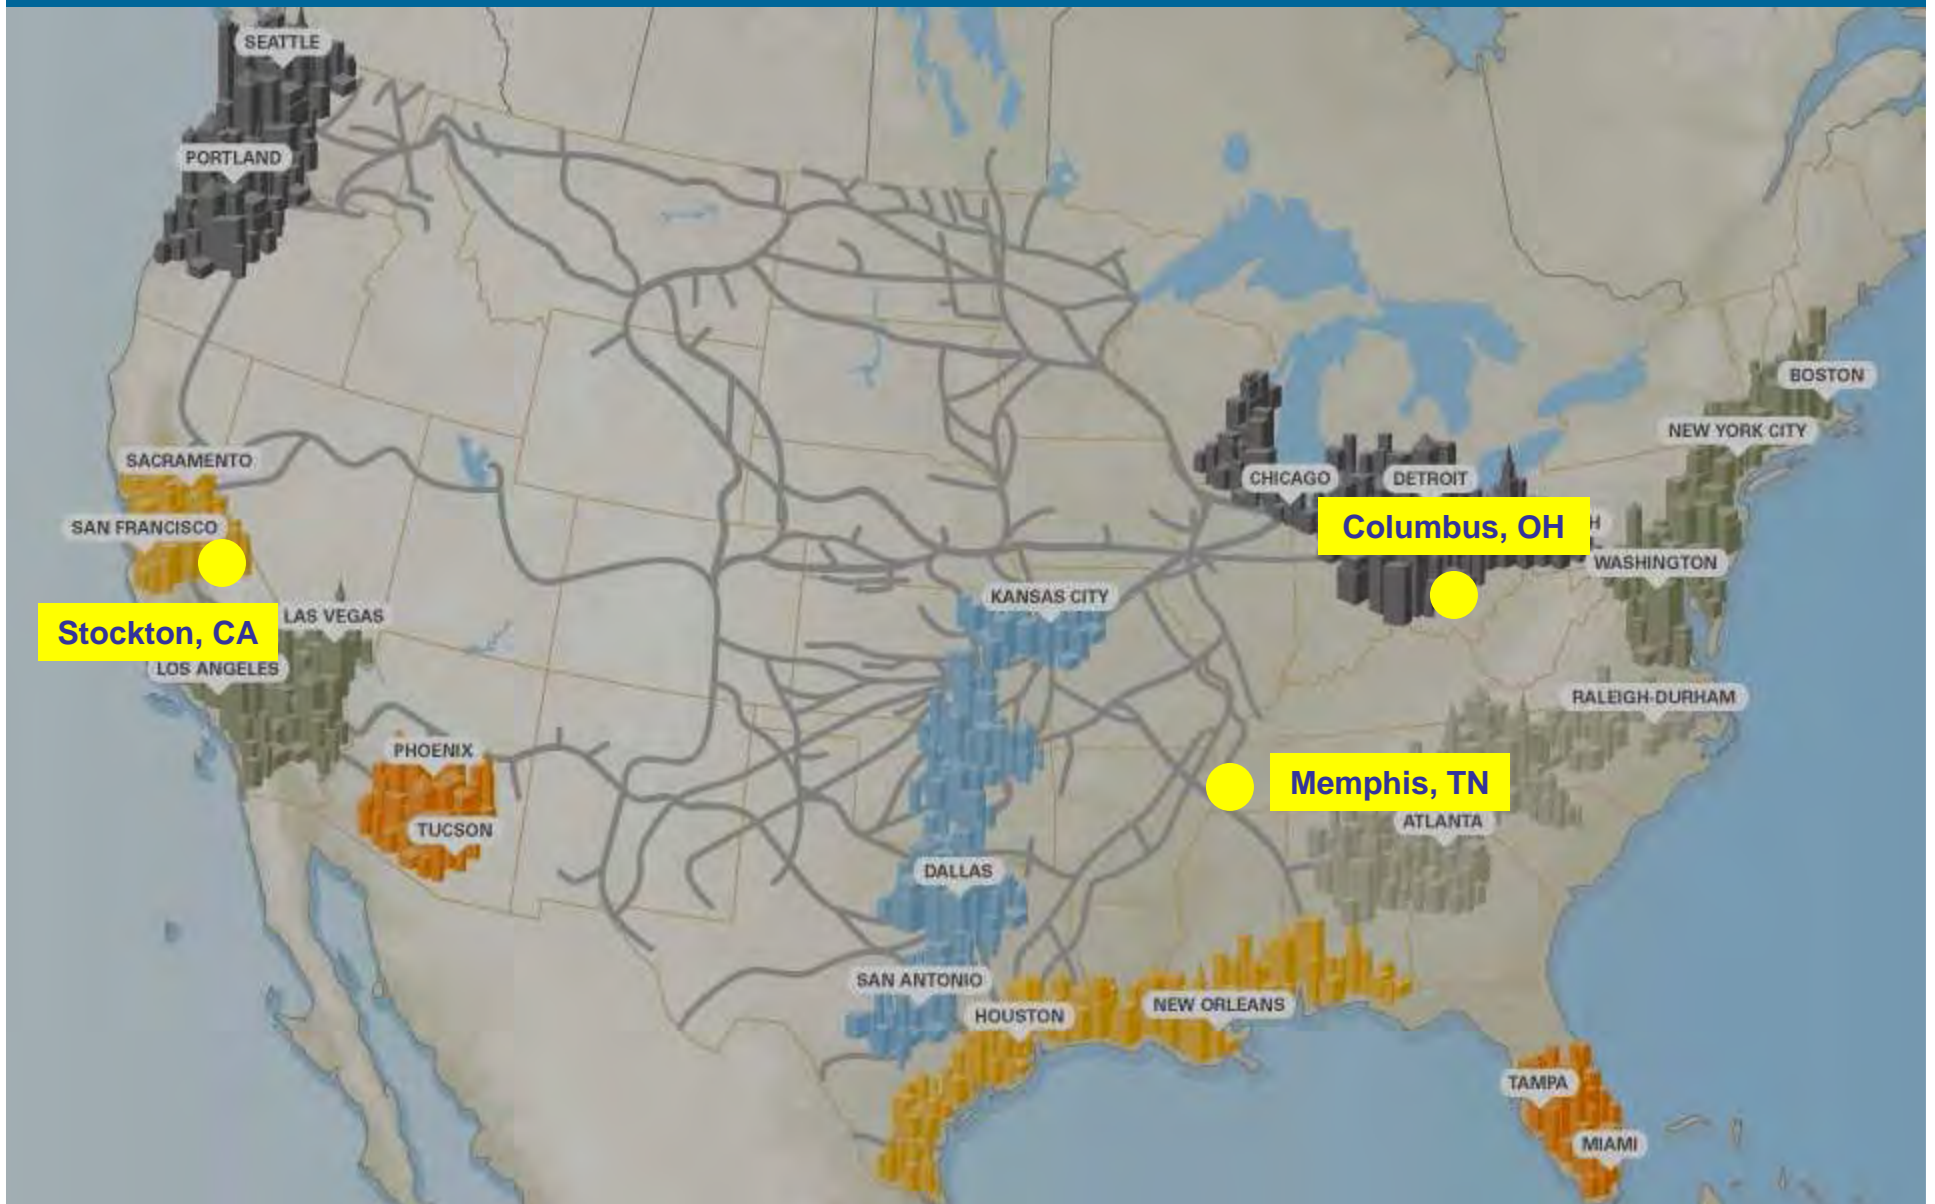 SEATTLE
PORTLAND
BOSTON
NEW YORK CITY
SACRAMENTO
CHICAGO
DETROIT
SAN FRANCISCO
Columbus, OH
H
WASHINGTON
KANSAS CITY
LAS VEGAS
Stockton, CA
LOS ANGELES
RALEIGH-DURHAM
PHOENIX
Memphis, TN
TUCSON
ATLANTA
DALLAS
SAN ANTONIO
NEW ORLEANS
HOUSTON
TAMPA
MIAMI